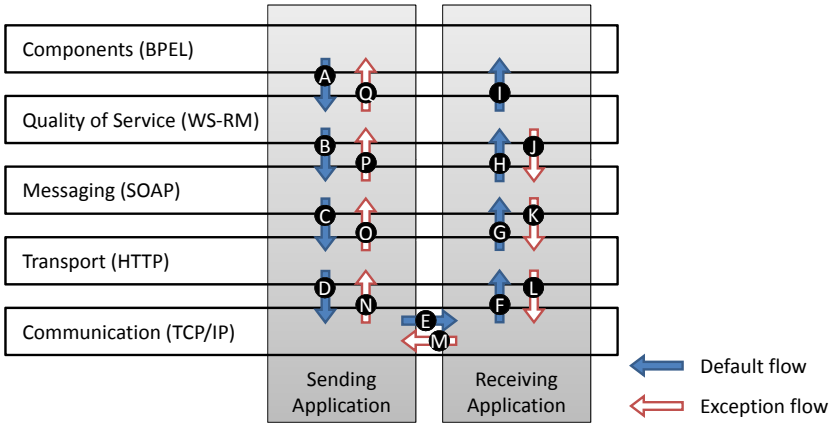 Components (BPEL)
A
Q
I
Quality of Service (WS-RM)
B
P
H
J
Messaging (SOAP)
C
O
G
K
Transport (HTTP)
D
N
F
L
Communication (TCP/IP)
E
M
Sending
Application
Receiving
Application
Default flow
Exception flow